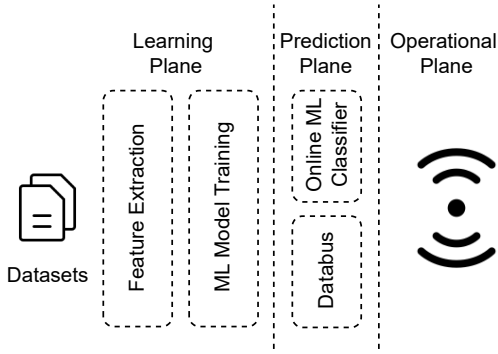 Learning
Plane
Prediction
Plane
Operational
Plane
Datasets
Feature Extraction
ML Model Training
Online ML
Classifier
Databus